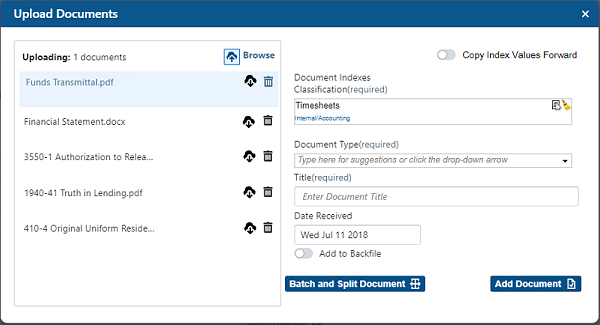 Upload Documents
Uploading: 1 documents
Browse
Funds Transmittal.pdf
Financial Statement.docx
3550-1 Authorization to Relea...
1940-41 Truth in Lending.pdf
410-4 Original Uniform Reside...
Copy Index Values Forward
Document Indexes
Classification(required)
Timesheets
Internal/Accounting
Document Type(required)
Type here for suggestions or click the drop-down arrow
Title(required)
Enter Document Title
Date Received
Wed Jul 11 2018
Add to Backfile
Batch and Split Document
Add Document